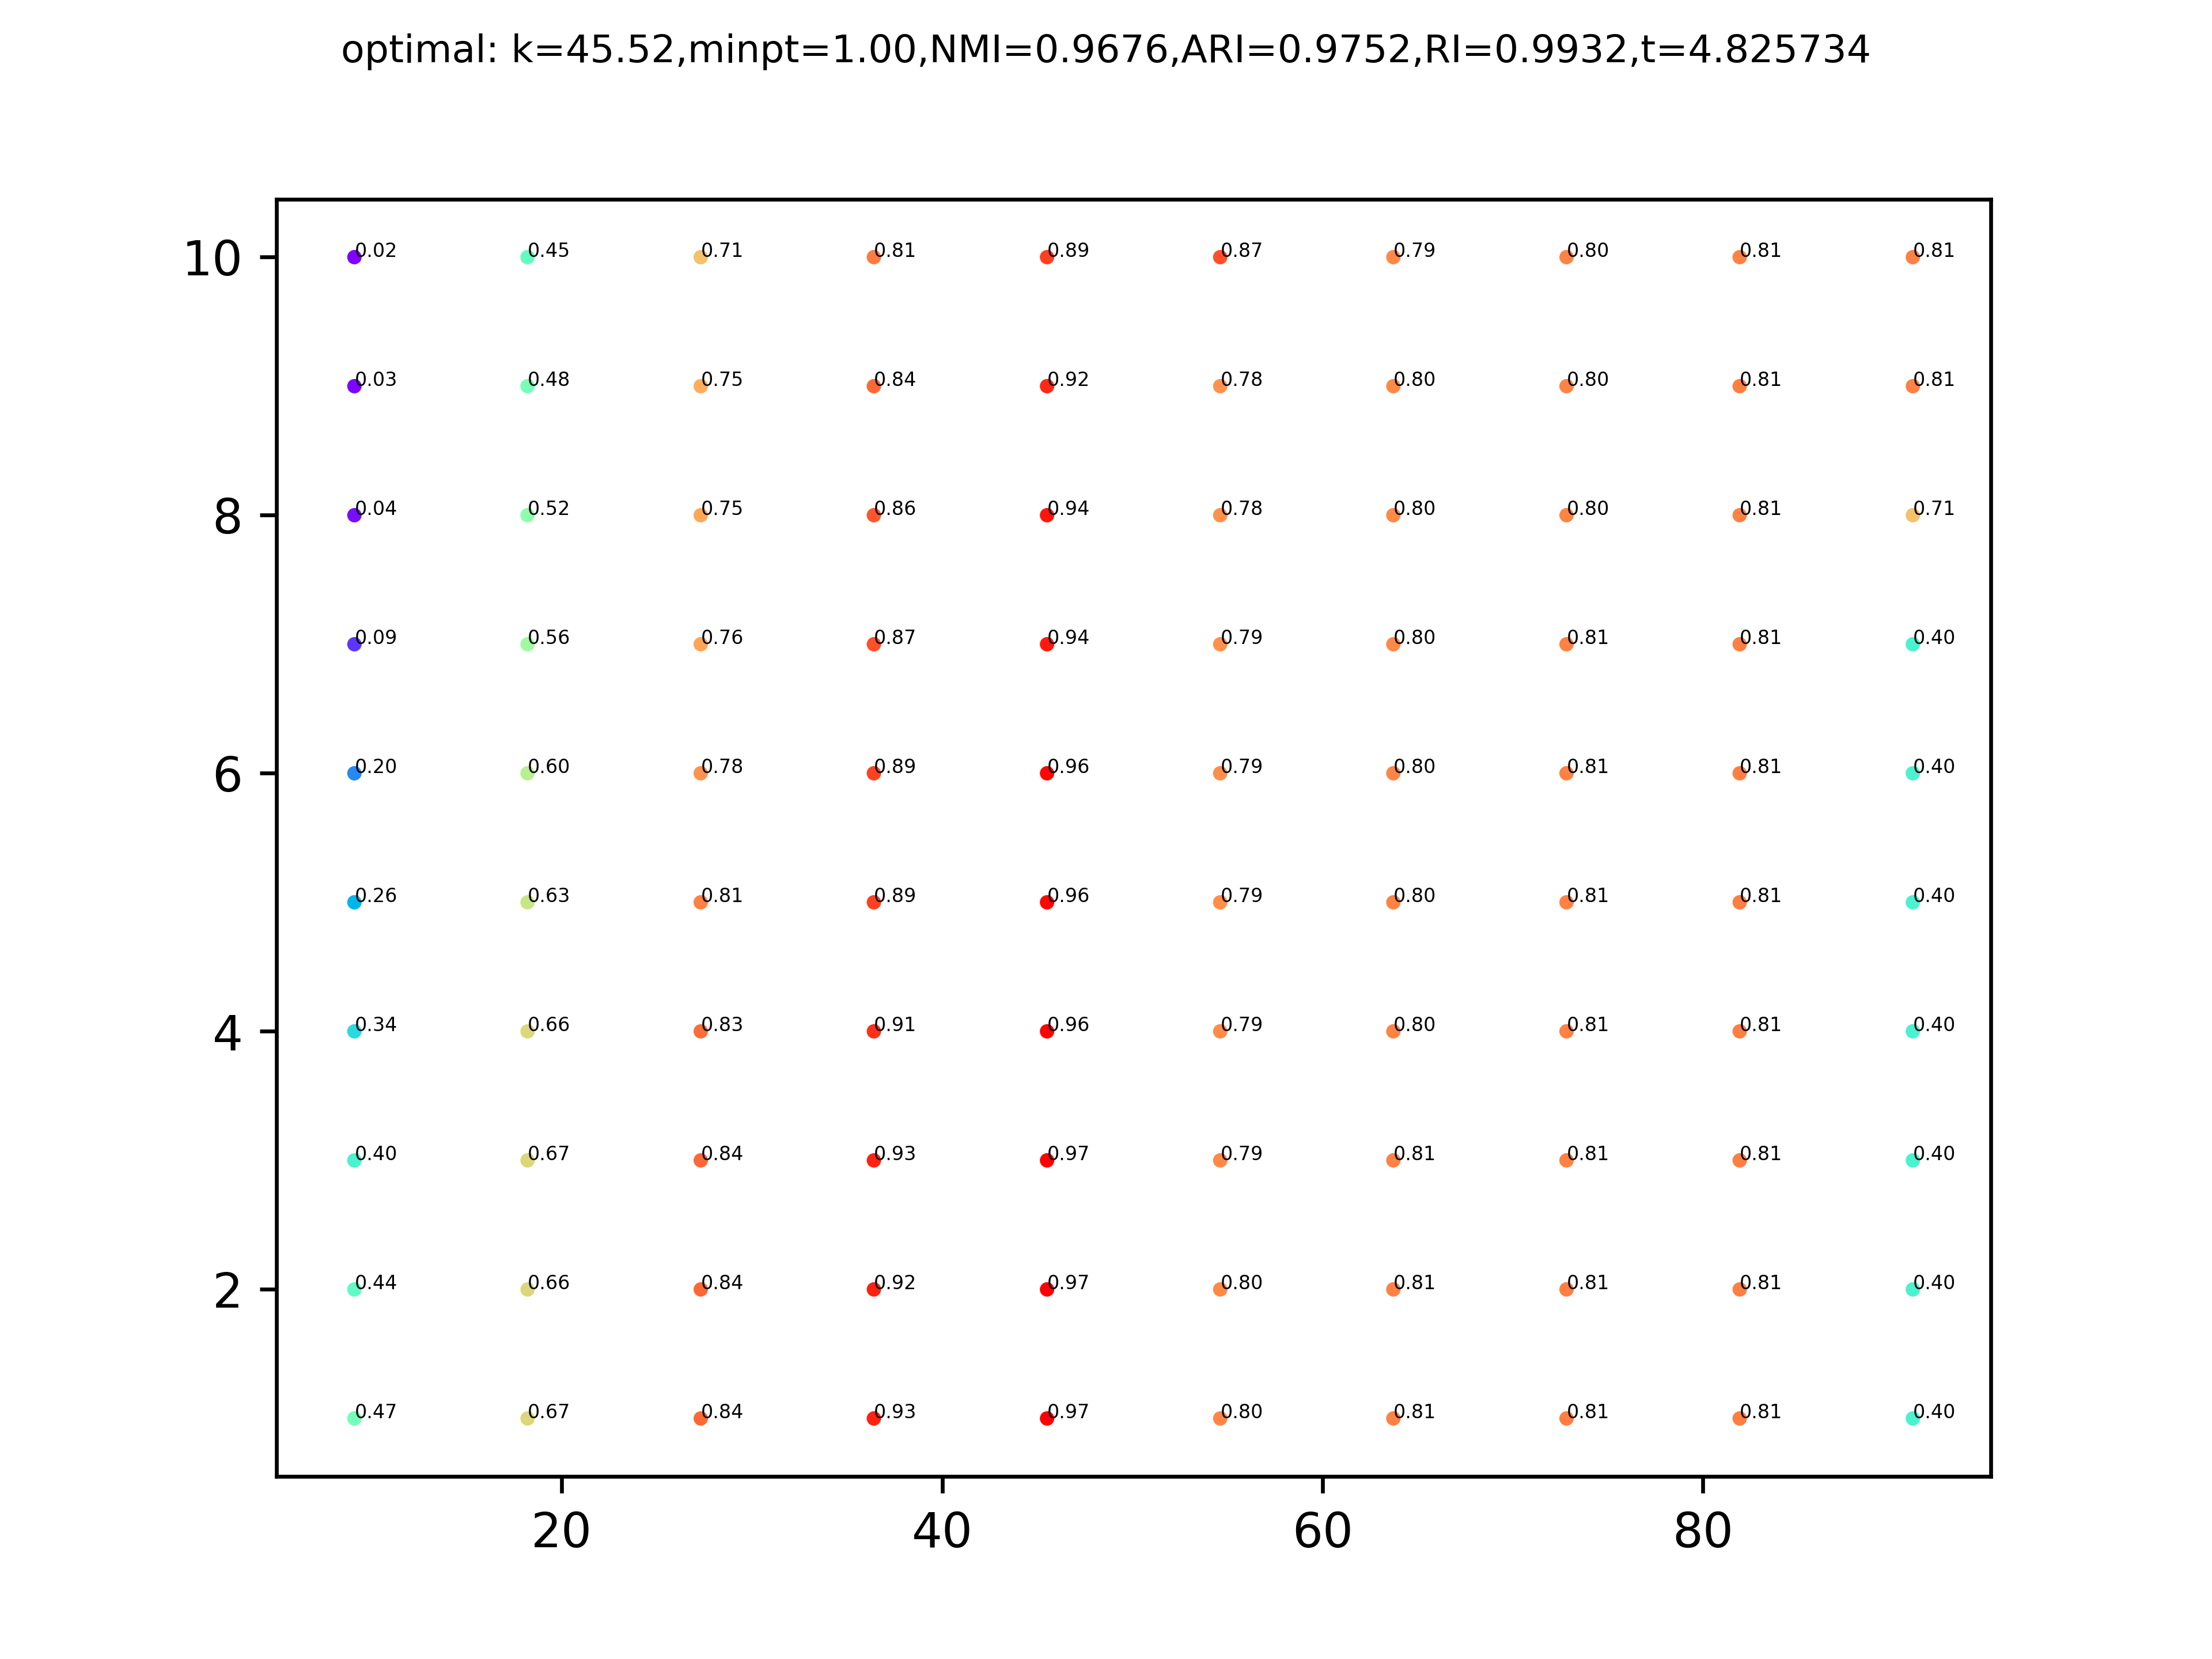 optimal: k=45.52,minpt=1.00,NMI=0.9676,ARI=0.9752,RI=0.9932,t=4.825734
10 0.02 0.45 0.71 0.81 0.89 0.87 0.79 0.80 0.81 0.81
0.03 0.48 0.75 0.84 0.92 0.78 0.80 0.80 0.81 0.81
8 0.04 0.52 0.75 0.86 0.94 0.78 0.80 0.80 0.81 0.71
0.09 0.56 0.76 0.87 0.94 0.79 0.80 0.81 0.81 0.40
6 0.20 0.60 0.78 0.89 0.96 0.79 0.80 0.81 0.81 0.40
0.26 0.63 0.81 0.89 0.96 0.79 0.80 0.81 0.81 0.40
4 0.34 0.66 0.83 0.91 0.96 0.79 0.80 0.81 0.81 0.40
0.40 0.67 0.84 0.93 0.97 0.79 0.81 0.81 0.81 0.40
2 0.44 0.66 0.84 0.92 0.97 0.80 0.81 0.81 0.81 0.40
0.47 0.67 0.84 0.93 0.97 0.80 0.81 0.81 0.81 0.40
20 40 60 80